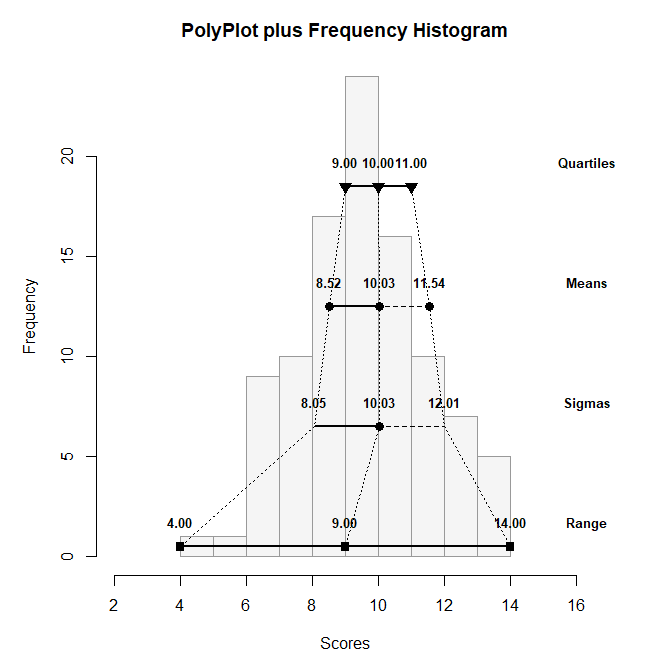 PolyPlot plus Frequency Histogram
20
15
10
5
0
Frequency
9.00 10.00 11.00 Quartiles
8.52 10.03 11.54 Means
8.05 10.03 12.01 Sigmas
4.00 9.00 14.00 Range
2 4 6 8 10 12 14 16
Scores